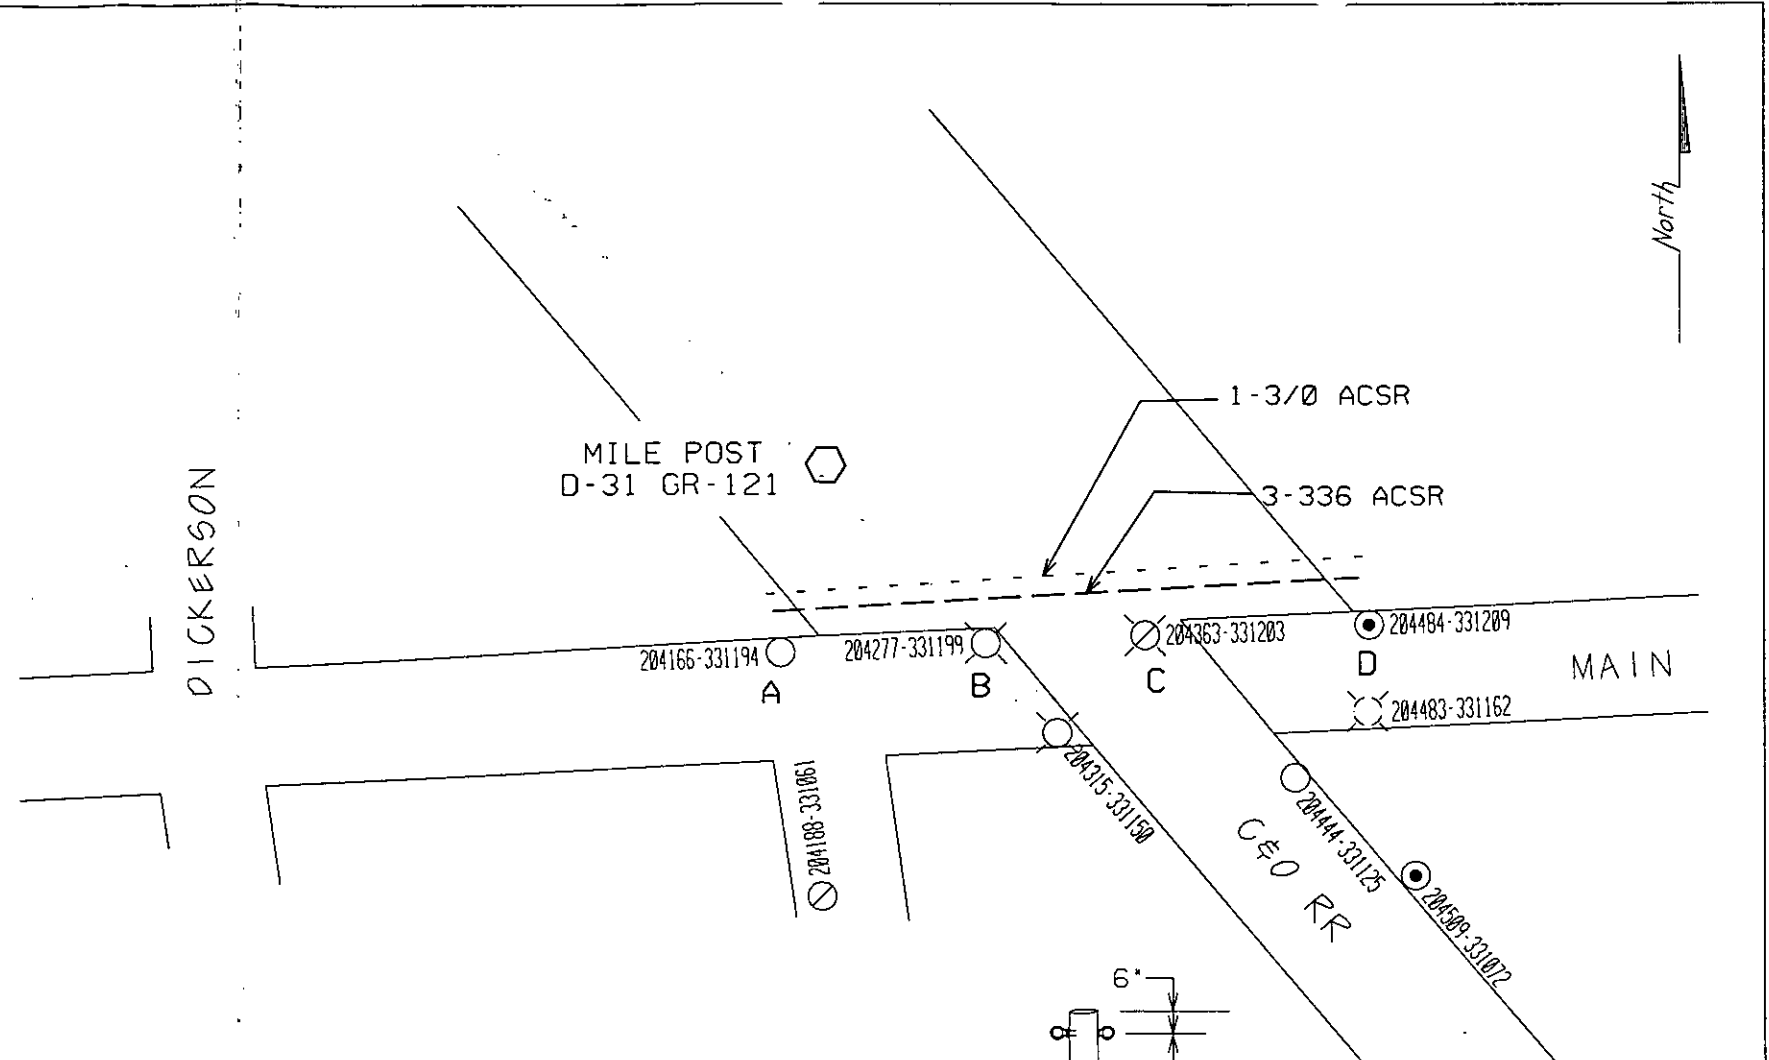 North
1-3/0 ACSR
MILE POST
D-31 GR-121
3-336 ACSR
DICKERSON
204166-331194
204277-331199
204363-331203
204484-331209
A
B
C
D
MAIN
204483-331162
204315-331150
204188-331061
204444-331125
C&O RR
204509-331072
6"